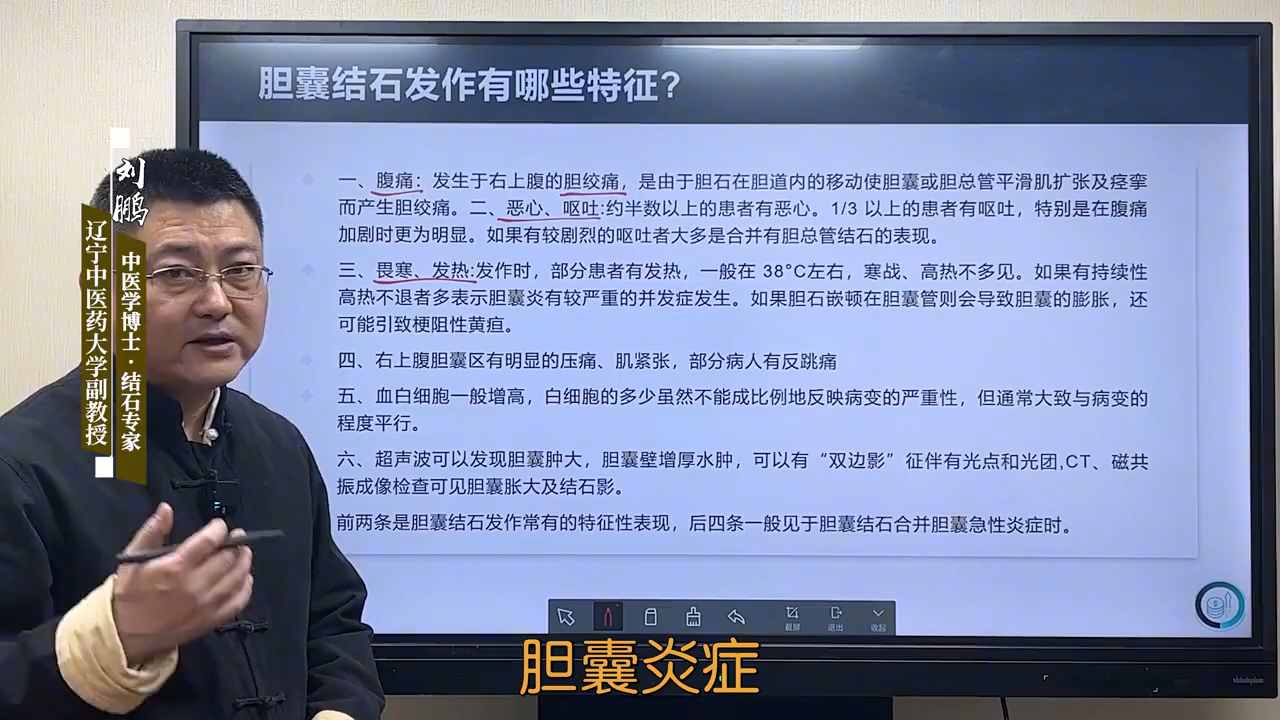 胆囊结石发作有哪些特征？
一、腹痛：发生于右上腹的胆绞痛，是由于胆石在胆道内的移动使胆囊或胆总管平滑肌扩张及痉挛
而产生胆绞痛。二、恶心、呕吐:约半数以上的患者有恶心。1/3 以上的患者有呕吐，特别是在腹痛
加剧时更为明显。如果有较剧烈的呕吐者大多是合并有胆总管结石的表现。
三、畏寒、发热:发作时，部分患者有发热，一般在 38°C左右，寒战、高热不多见。如果有持续性
高热不退者多表示胆囊炎有较严重的并发症发生。如果胆石嵌顿在胆囊管则会导致胆囊的膨胀，还
可能引致梗阻性黄疸。
四、右上腹胆囊区有明显的压痛、肌紧张，部分病人有反跳痛
五、血白细胞一般增高，白细胞的多少虽然不能成比例地反映病变的严重性，但通常大致与病变的
程度平行。
六、超声波可以发现胆囊肿大，胆囊壁增厚水肿，可以有“双边影”征伴有光点和光团,CT、磁共
振成像检查可见胆囊胀大及结石影。
前两条是胆囊结石发作常有的特征性表现，后四条一般见于胆囊结石合并胆囊急性炎症时。
刘鹏
中医学博士·结石专家
辽宁中医药大学副教授
截屏
退出
收起
胆囊炎症